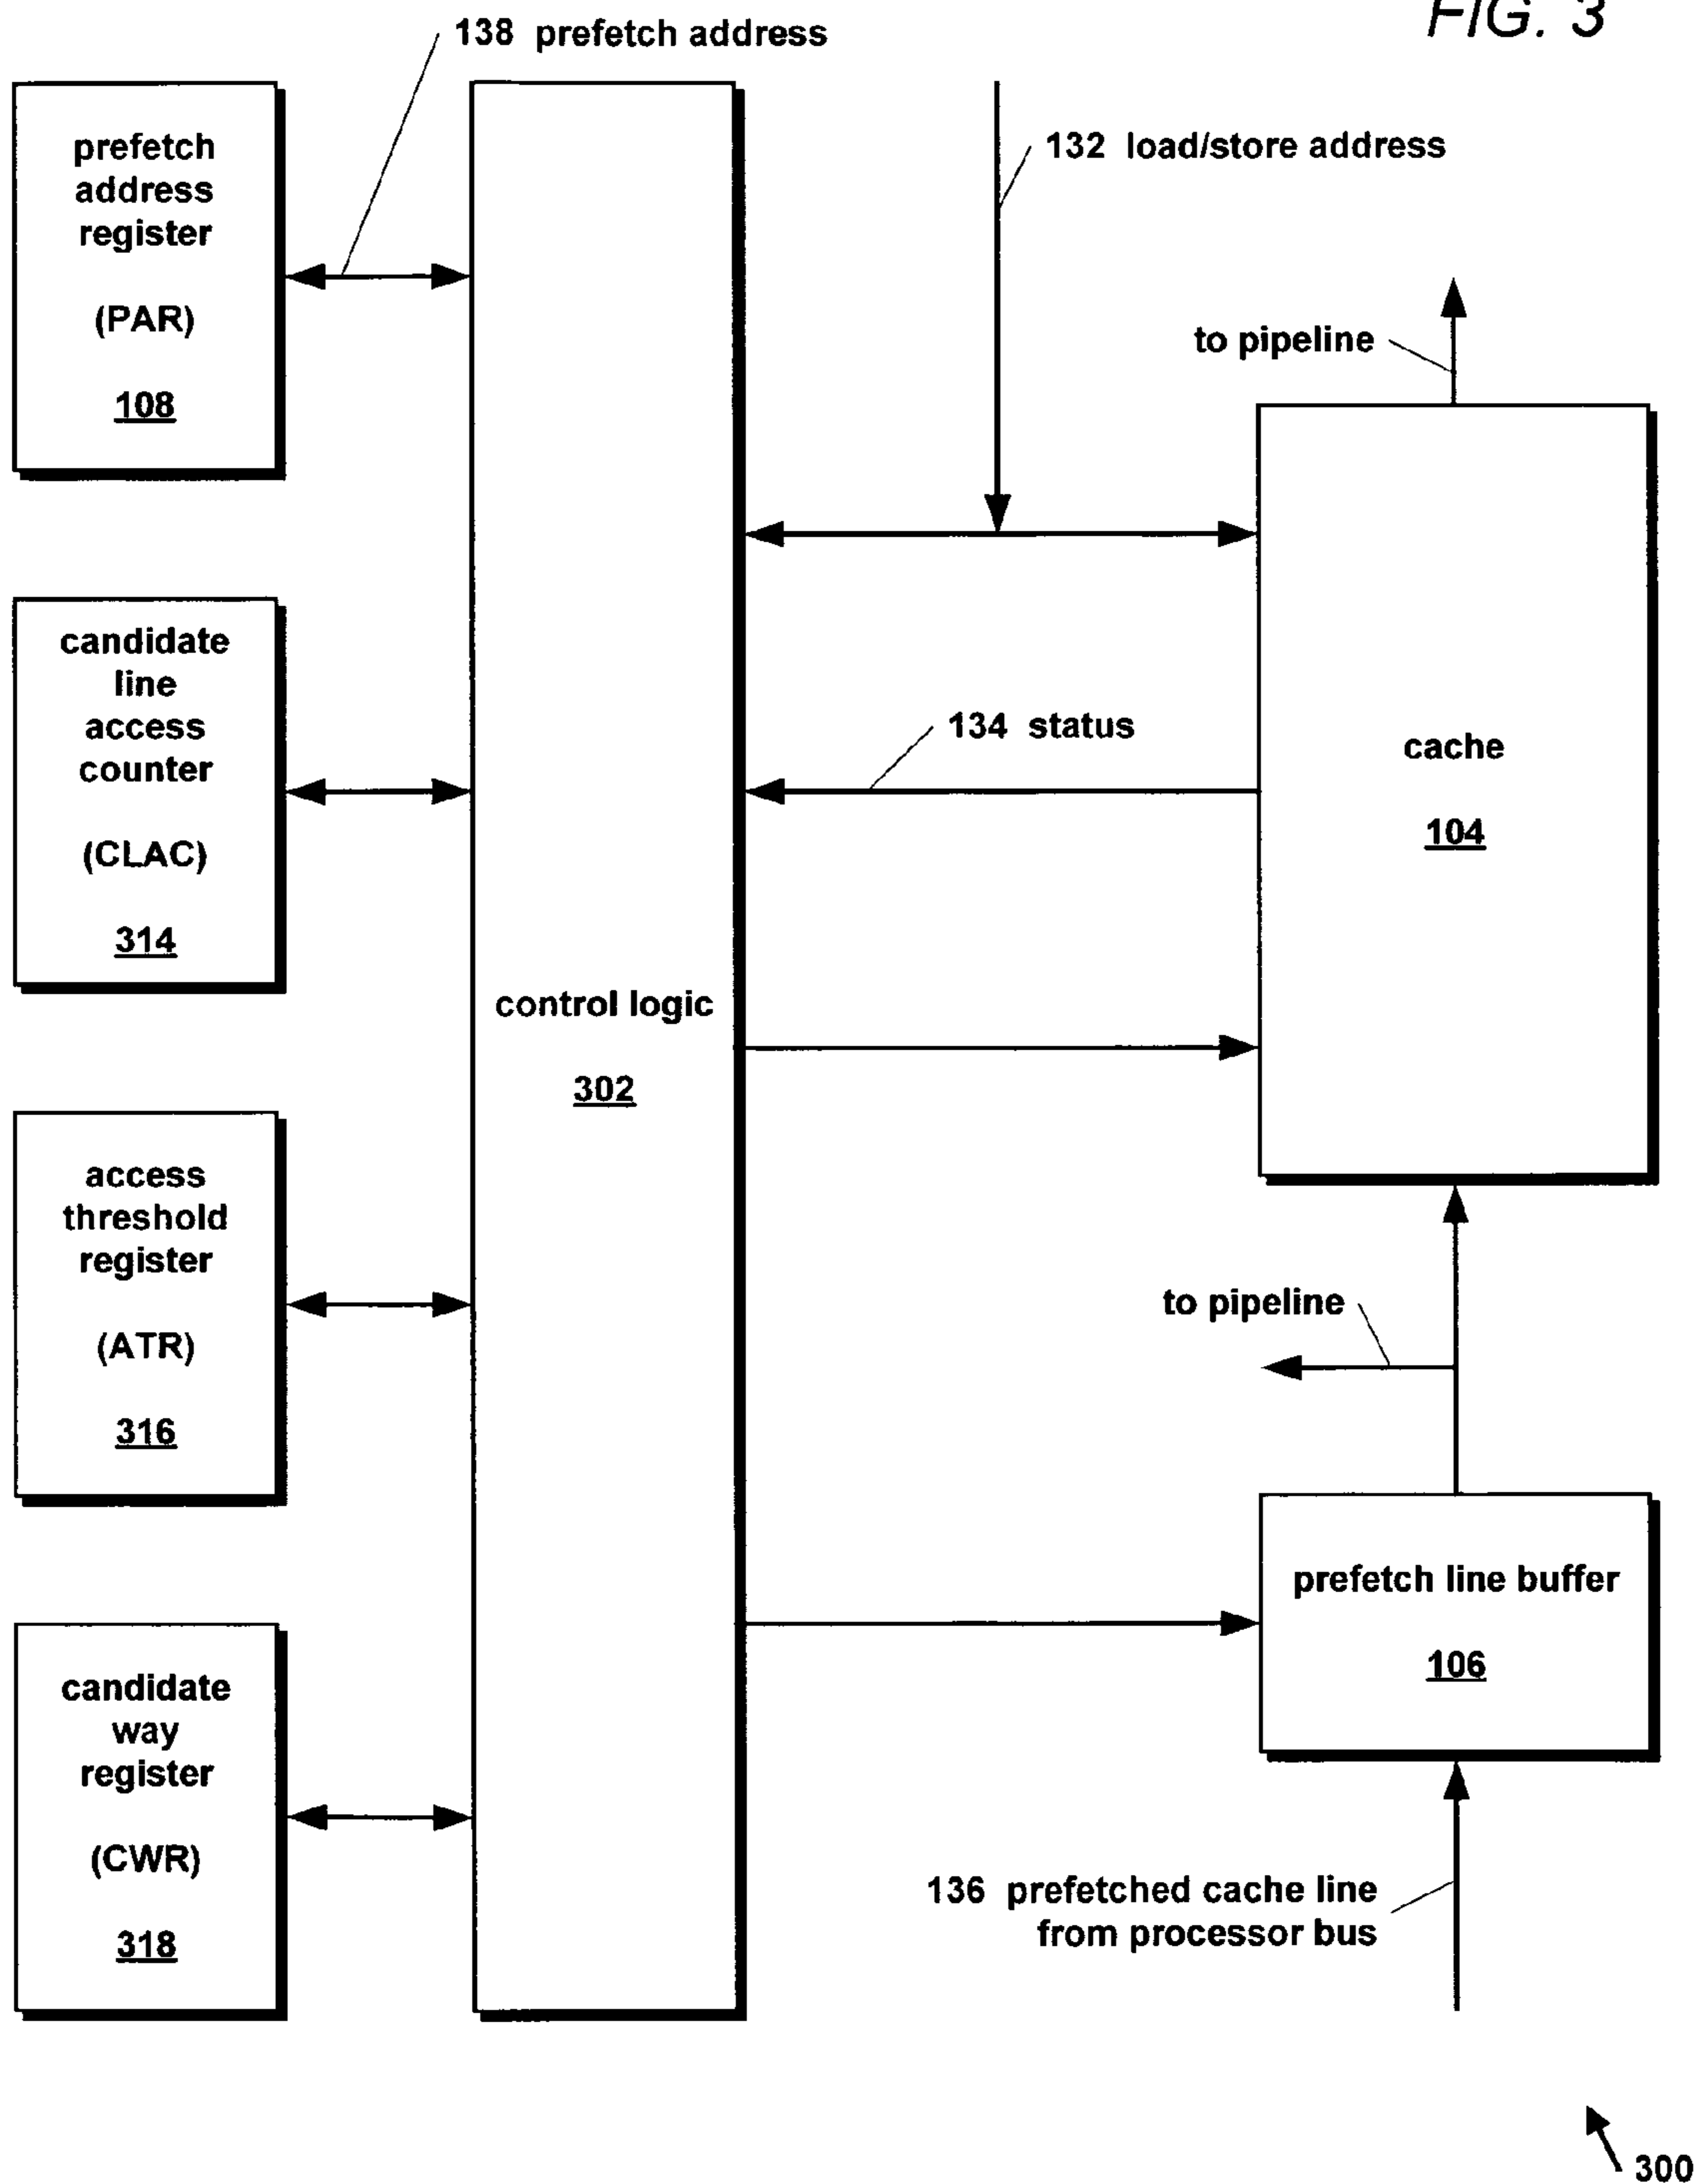 FIG. 3
138 prefetch address
prefetch
address
register
(PAR)
108
132 load/store address
to pipeline
candidate
line
access
counter
(CLAC)
314
134 status
cache
104
control logic
302
access
threshold
register
(ATR)
316
to pipeline
prefetch line buffer
106
candidate
way
register
(CWR)
318
136 prefetched cache line
from processor bus
300